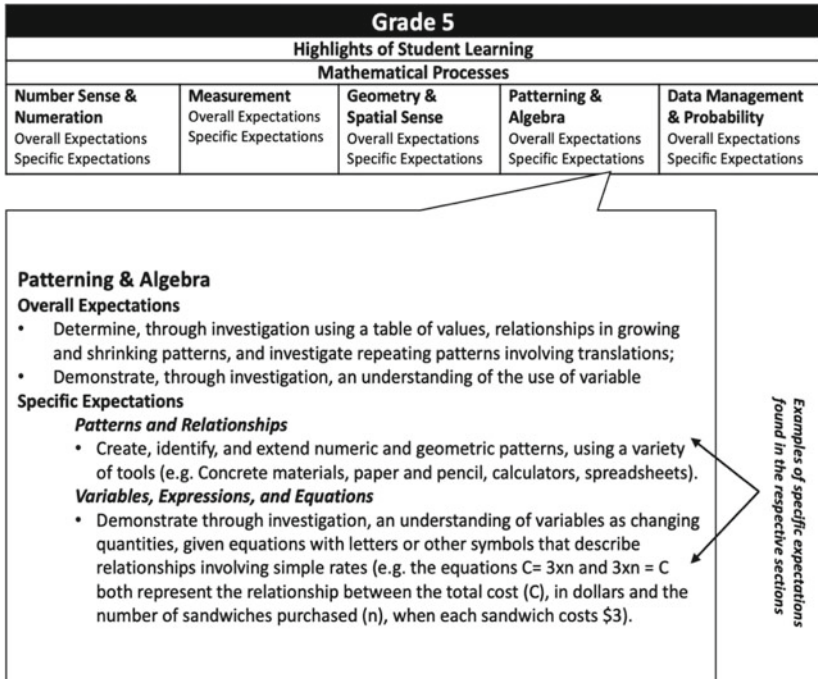 Grade 5
Highlights of Student Learning
Mathematical Processes
Number Sense &
Numeration
Overall Expectations
Specific Expectations
Measurement
Overall Expectations
Specific Expectations
Geometry &
Spatial Sense
Overall Expectations
Specific Expectations
Patterning &
Algebra
Overall Expectations
Specific Expectations
Data Management
& Probability
Overall Expectations
Specific Expectations
Patterning & Algebra
Overall Expectations
• Determine, through investigation using a table of values, relationships in growing
and shrinking patterns, and investigate repeating patterns involving translations;
• Demonstrate, through investigation, an understanding of the use of variable
Specific Expectations
Patterns and Relationships
• Create, identify, and extend numeric and geometric patterns, using a variety
of tools (e.g. Concrete materials, paper and pencil, calculators, spreadsheets).
Variables, Expressions, and Equations
• Demonstrate through investigation, an understanding of variables as changing
quantities, given equations with letters or other symbols that describe
relationships involving simple rates (e.g. the equations C= 3xn and 3xn = C
both represent the relationship between the total cost (C), in dollars and the
number of sandwiches purchased (n), when each sandwich costs $3).
Examples of specific expectations
found in the respective sections